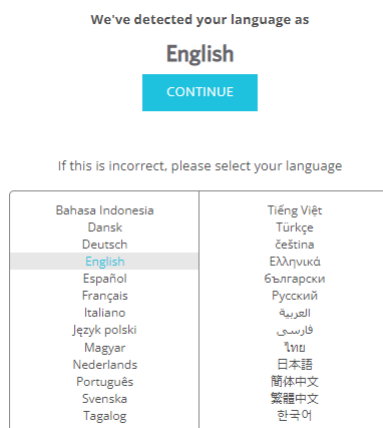 We've detected your language as
English
CONTINUE
If this is incorrect, please select your language
Bahasa Indonesia
Dansk
Deutsch
English
Español
Français
Italiano
Język polski
Magyar
Nederlands
Português
Svenska
Tagalog
Tiếng Việt
Türkçe
čeština
Ελληνικά
български
Русский
العربية
فارسی
ไทย
日本語
简体中文
繁體中文
한국어